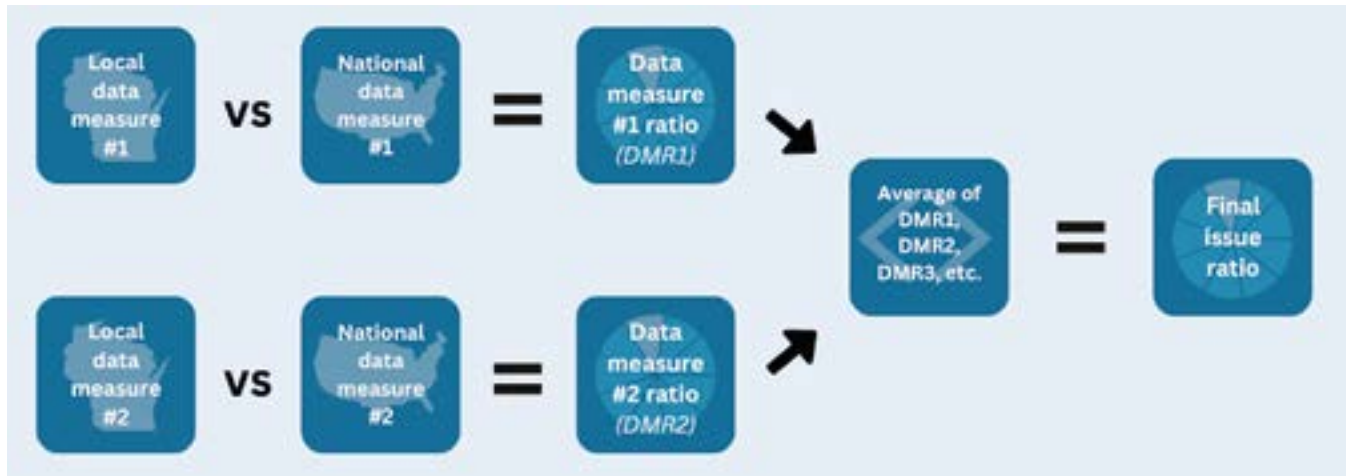 Local
data
measure
#1
vs
National
data
measure
#1
=
Data
measure
#1 ratio
(DMR1)
Average of
DMR1,
DMR2,
DMR3, etc.
=
Final
issue
ratio
Local
data
measure
#2
vs
National
data
measure
#2
=
Data
measure
#2 ratio
(DMR2)